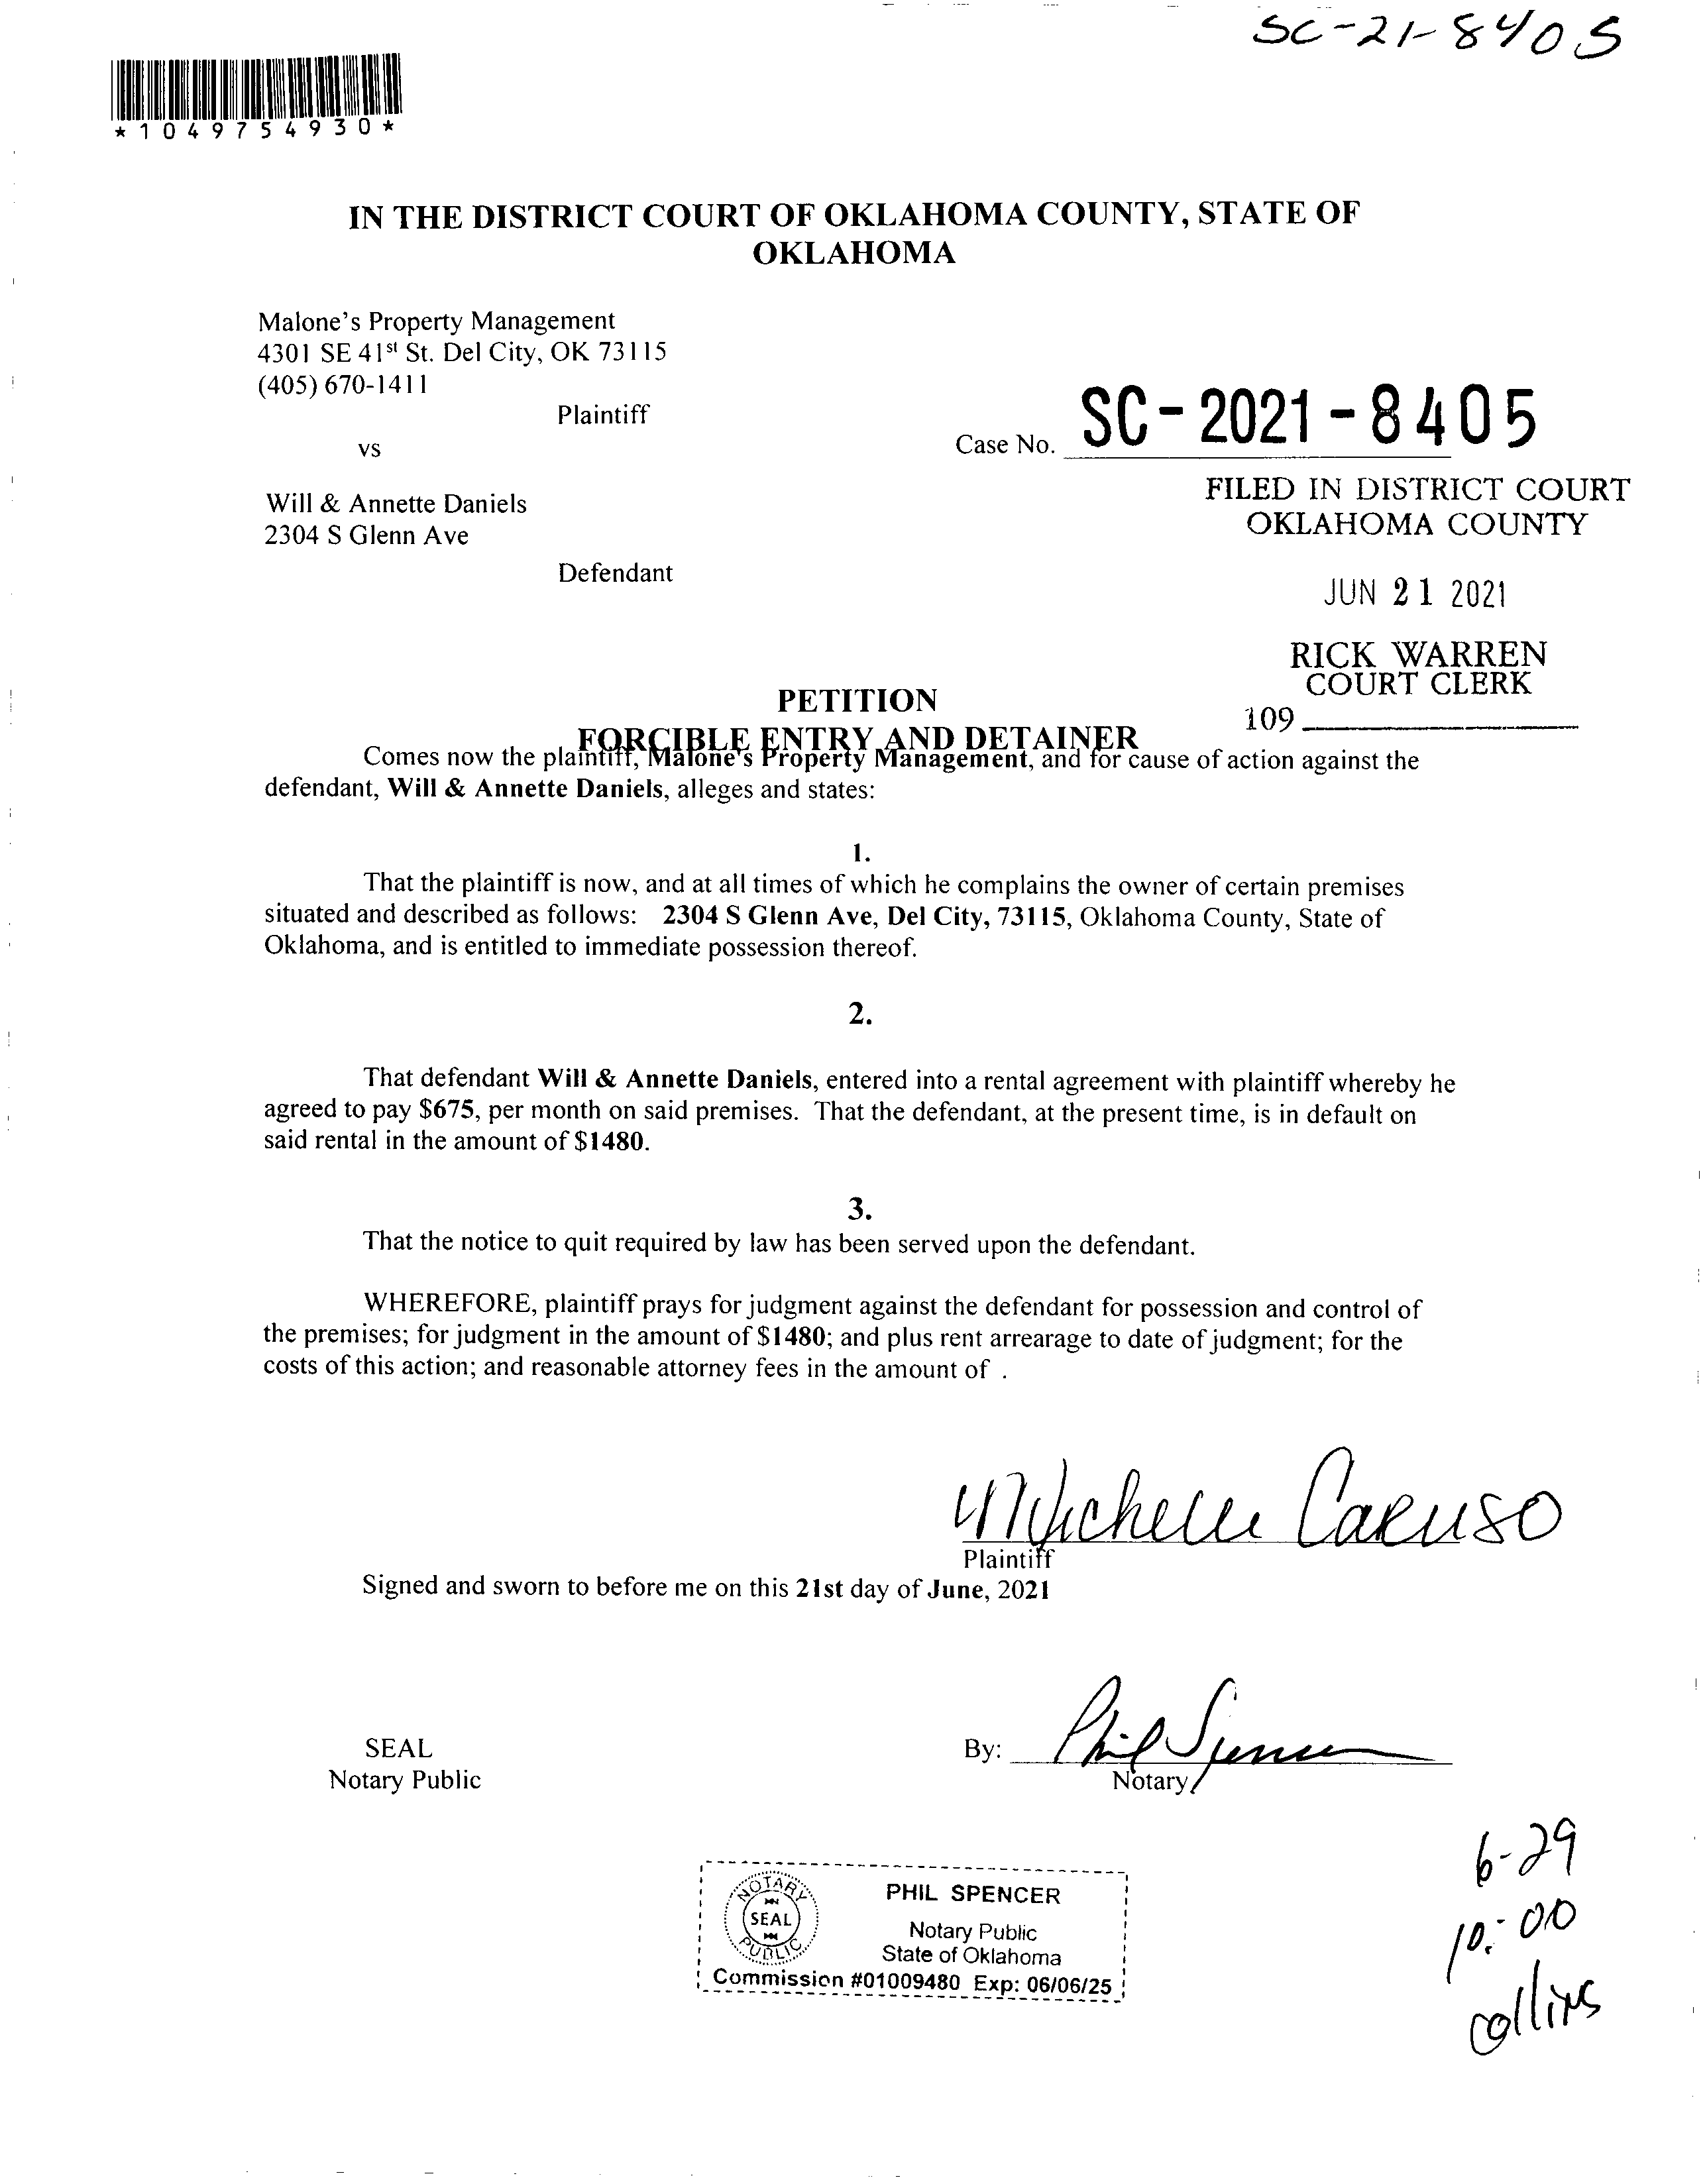 SC-21-8405
*1049754930*
IN THE DISTRICT COURT OF OKLAHOMA COUNTY, STATE OF
OKLAHOMA
Malone's Property Management
4301 SE 41st St. Del City, OK 73115
(405) 670-1411
Plaintiff
vs
Case No. SC-2021-8405
Will & Annette Daniels
2304 S Glenn Ave
Defendant
FILED IN DISTRICT COURT
OKLAHOMA COUNTY
JUN 21 2021
RICK WARREN
COURT CLERK
109
PETITION
FORCIBLE ENTRY AND DETAINER
Comes now the plaintiff, Malone's Property Management, and for cause of action against the
defendant, Will & Annette Daniels, alleges and states:
1.
That the plaintiff is now, and at all times of which he complains the owner of certain premises
situated and described as follows: 2304 S Glenn Ave, Del City, 73115, Oklahoma County, State of
Oklahoma, and is entitled to immediate possession thereof.
2.
That defendant Will & Annette Daniels, entered into a rental agreement with plaintiff whereby he
agreed to pay $675, per month on said premises. That the defendant, at the present time, is in default on
said rental in the amount of $1480.
3.
That the notice to quit required by law has been served upon the defendant.
WHEREFORE, plaintiff prays for judgment against the defendant for possession and control of
the premises; for judgment in the amount of $1480; and plus rent arrearage to date of judgment; for the
costs of this action; and reasonable attorney fees in the amount of .
Michelle Caruso
Plaintiff
Signed and sworn to before me on this 21st day of June, 2021
SEAL
Notary Public
By: Phil Spencer
Notary
NOTARY
SEAL
PUBLIC
PHIL SPENCER
Notary Public
State of Oklahoma
Commission #01009480 Exp: 06/06/25
6-29
10:00
collins